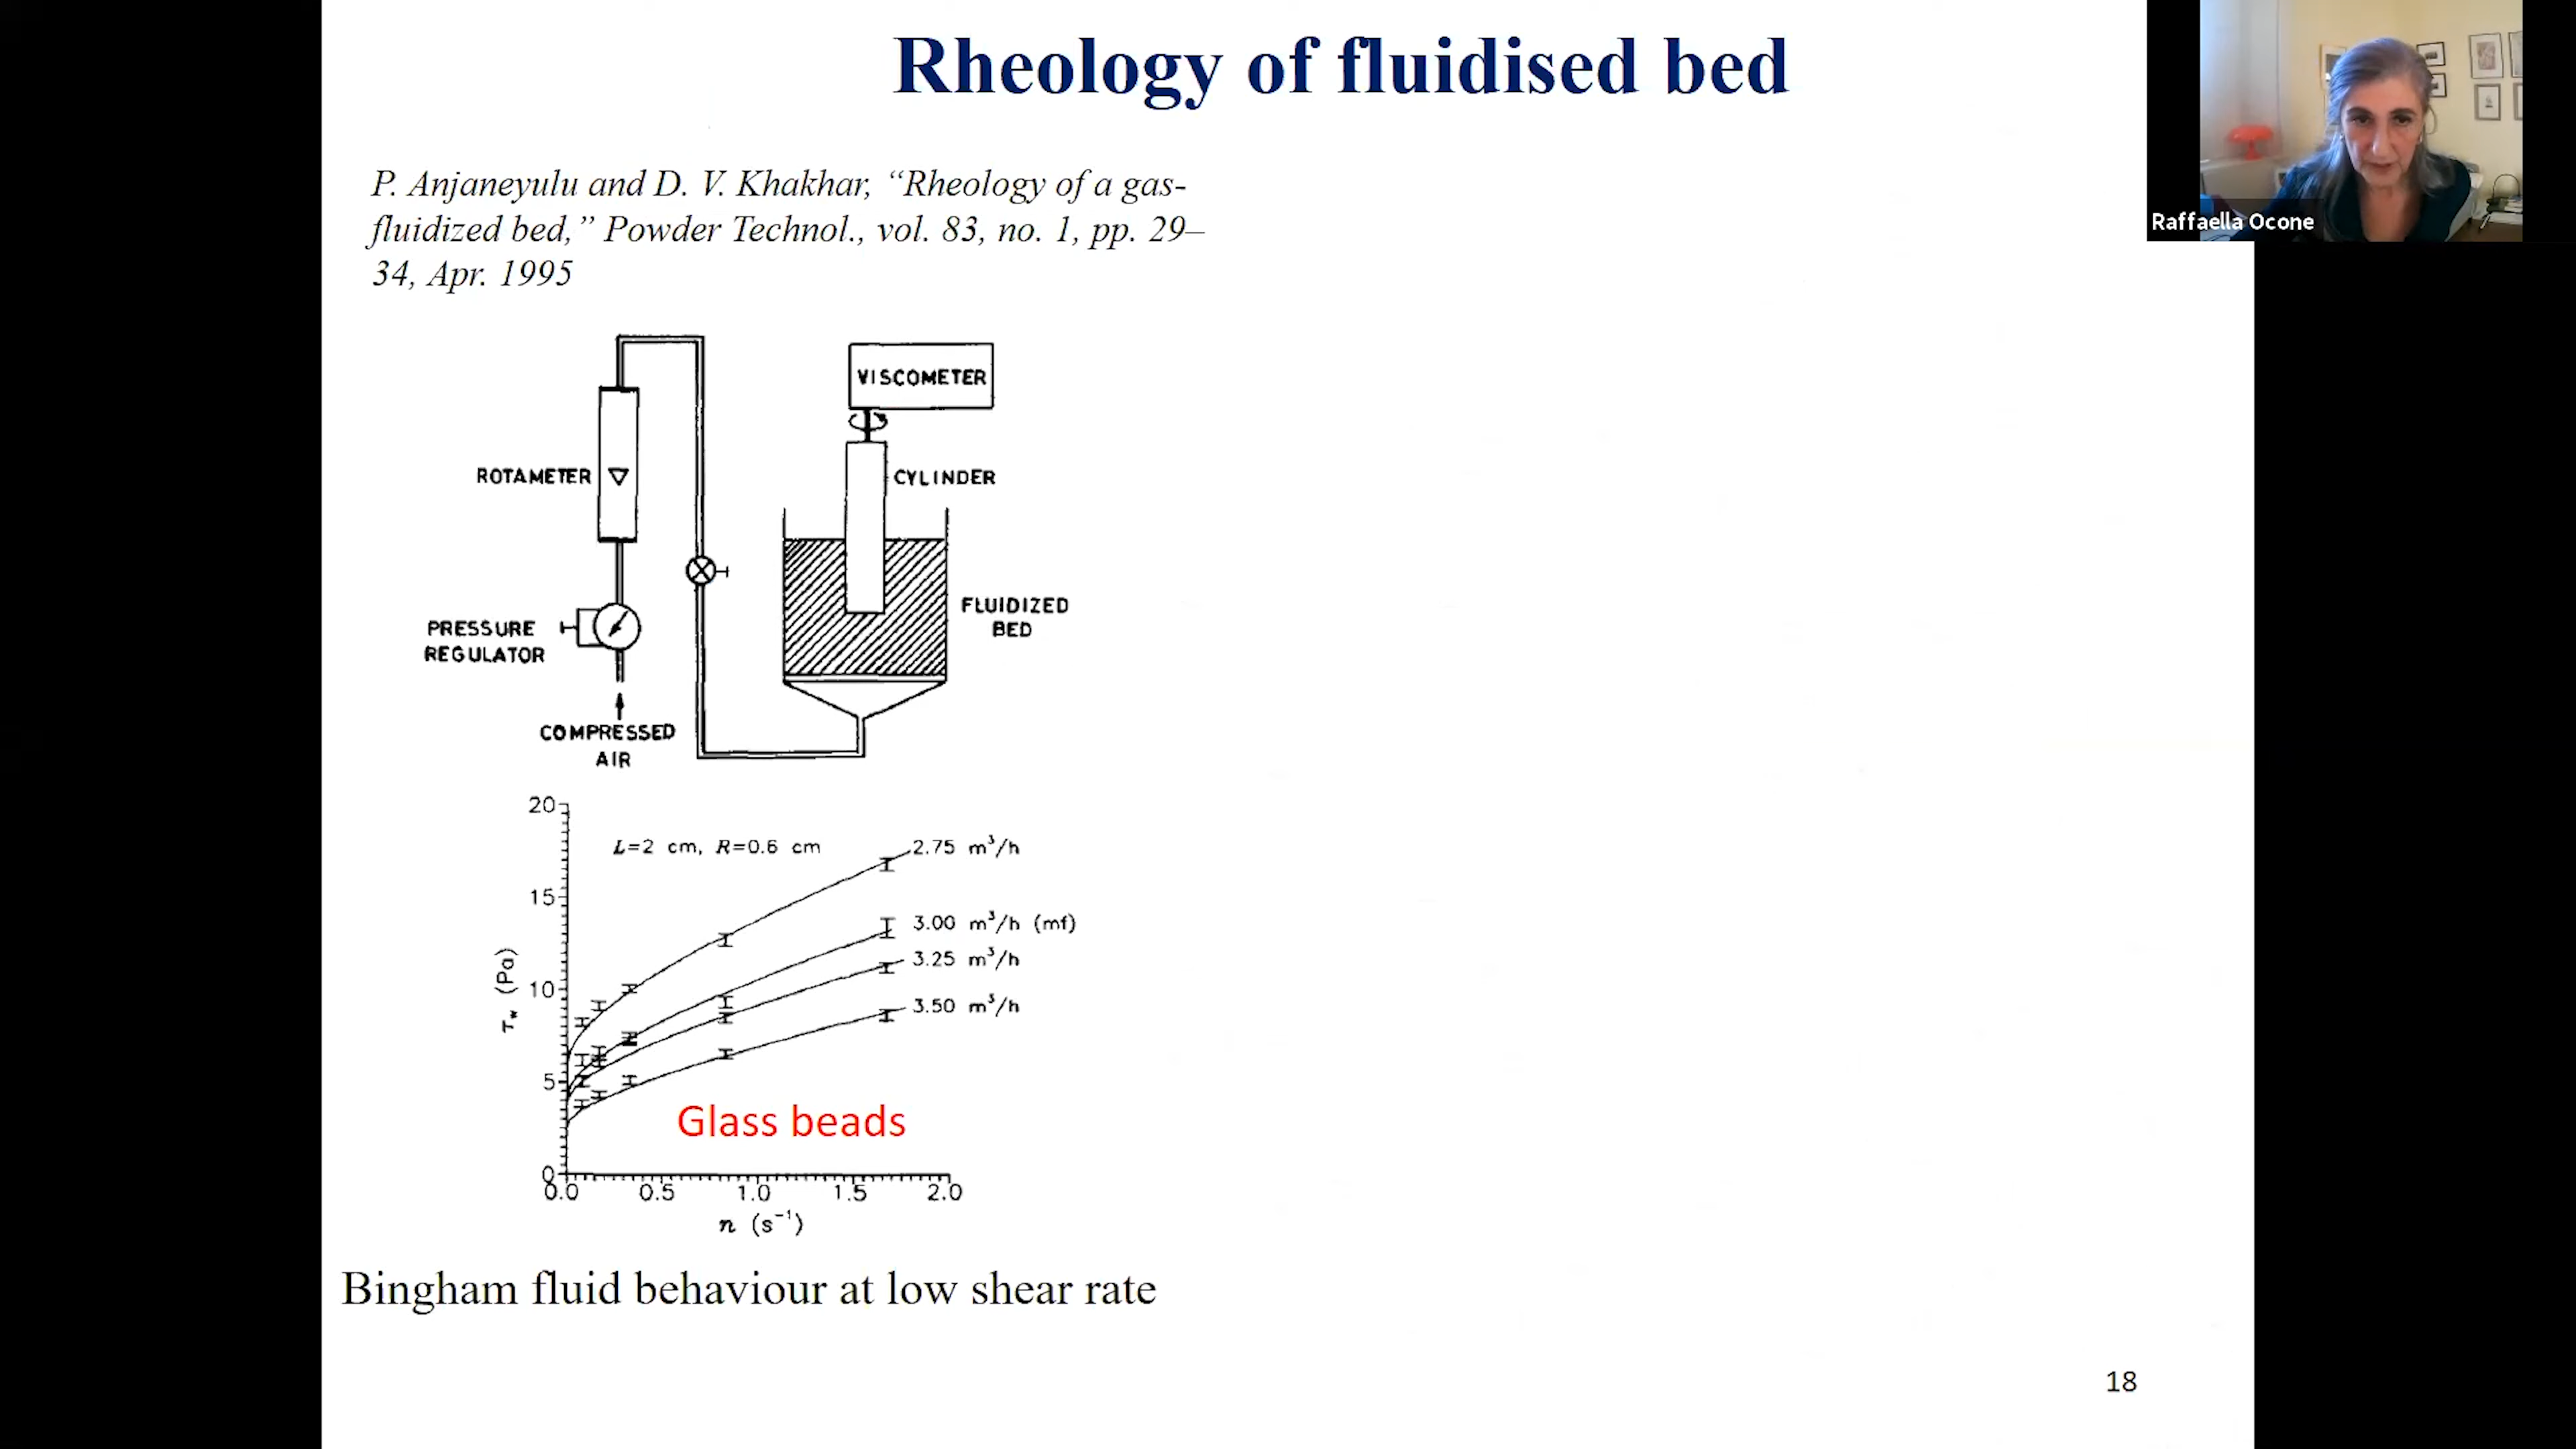 Rheology of fluidised bed
Raffaella Ocone
P. Anjaneyulu and D. V. Khakhar, “Rheology of a gas-
fluidized bed,” Powder Technol., vol. 83, no. 1, pp. 29–
34, Apr. 1995
VISCOMETER
ROTAMETER
CYLINDER
FLUIDIZED
BED
PRESSURE
REGULATOR
COMPRESSED
AIR
20
L=2 cm, R=0.6 cm
2.75 m³/h
15
3.00 m³/h (mf)
3.25 m³/h
τw (Pa)
10
3.50 m³/h
5
Glass beads
0
0.0 0.5 1.0 1.5 2.0
n (s⁻¹)
Bingham fluid behaviour at low shear rate
18